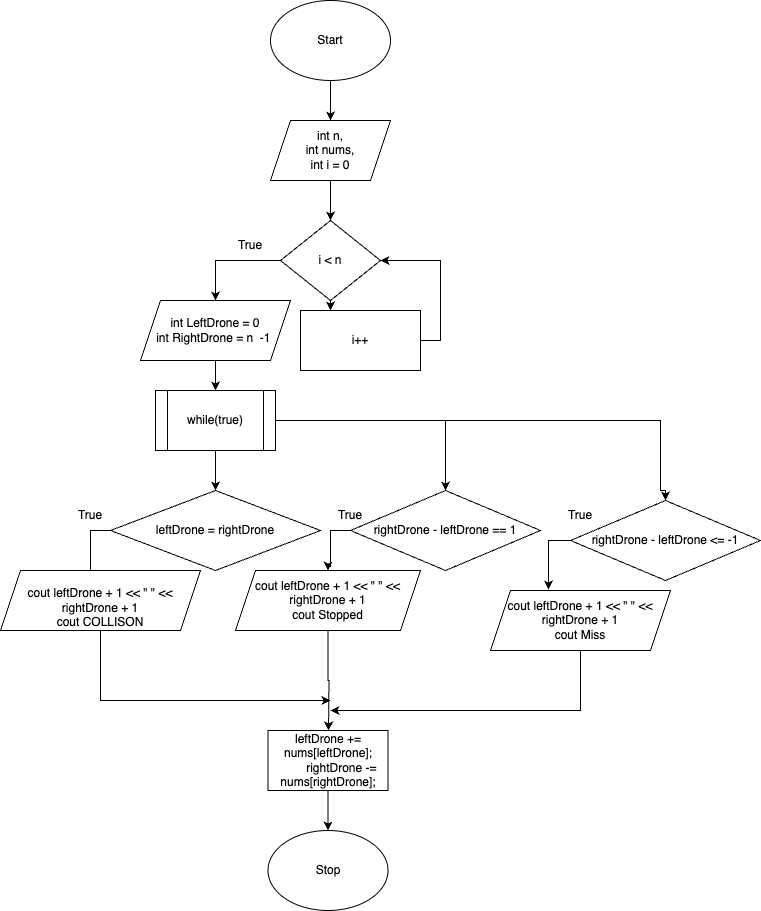 Start
int n,
int nums,
int i = 0
True
i < n
int LeftDrone = 0
int RightDrone = n -1
i++
while(true)
True
leftDrone = rightDrone
True
rightDrone - leftDrone == 1
True
rightDrone - leftDrone <= -1
cout leftDrone + 1 << " " <<
rightDrone + 1
cout COLLISON
cout leftDrone + 1 << " " <<
rightDrone + 1
cout Stopped
cout leftDrone + 1 << " " <<
rightDrone + 1
cout Miss
leftDrone +=
nums[leftDrone];
rightDrone -=
nums[rightDrone];
Stop